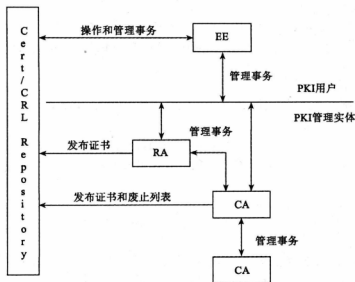 Cert/CRL Repository
操作和管理事务
EE
管理事务
PKI用户
PKI管理实体
管理事务
发布证书
RA
发布证书和废止列表
CA
管理事务
CA